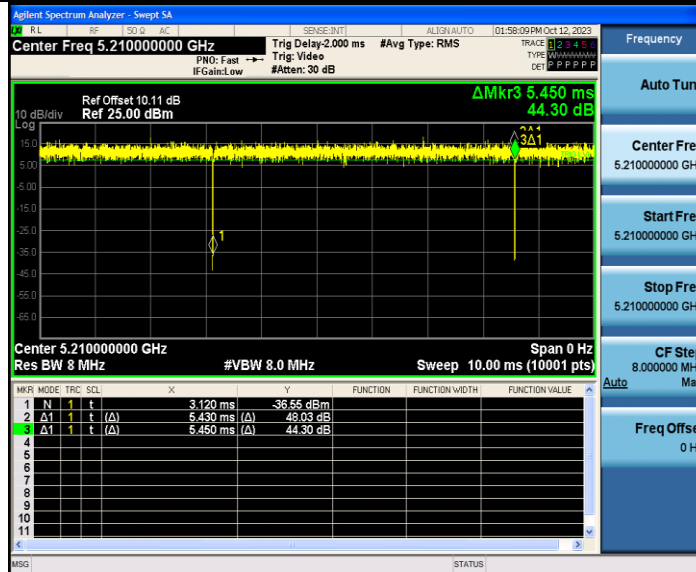 Agilent Spectrum Analyzer - Swept SA
RL RF 50 Ω AC SENSE:INT ALIGNAUTO 01:58:09 PM Oct 12, 2023
Center Freq 5.210000000 GHz
PNO: Fast
IFGain:Low
Trig Delay-2.000 ms
Trig: Video
#Atten: 30 dB
#Avg Type: RMS
TRACE 1 2 3 4 5 6
TYPE WWWWWW
DET P P P P P P
Frequency
Auto Tun
Center Fre
5.210000000 GH
Start Fre
5.210000000 GH
Stop Fre
5.210000000 GH
CF Ste
8.000000 MH
Auto Ma
Freq Offse
0 H
ΔMkr3 5.450 ms
44.30 dB
Ref Offset 10.11 dB
Ref 25.00 dBm
10 dB/div
Log
15.0
5.00
-5.00
-15.0
-25.0
-35.0
-45.0
-55.0
-65.0
3Δ1
1
Center 5.210000000 GHz Span 0 Hz
Res BW 8 MHz #VBW 8.0 MHz Sweep 10.00 ms (10001 pts)
MKR MODE TRC SCL X Y FUNCTION FUNCTION WIDTH FUNCTION VALUE
1 N 1 t 3.120 ms -36.55 dBm
2 Δ1 1 t (Δ) 5.430 ms (Δ) 48.03 dB
3 Δ1 1 t (Δ) 5.450 ms (Δ) 44.30 dB
4
5
6
7
8
9
10
11
MSG STATUS